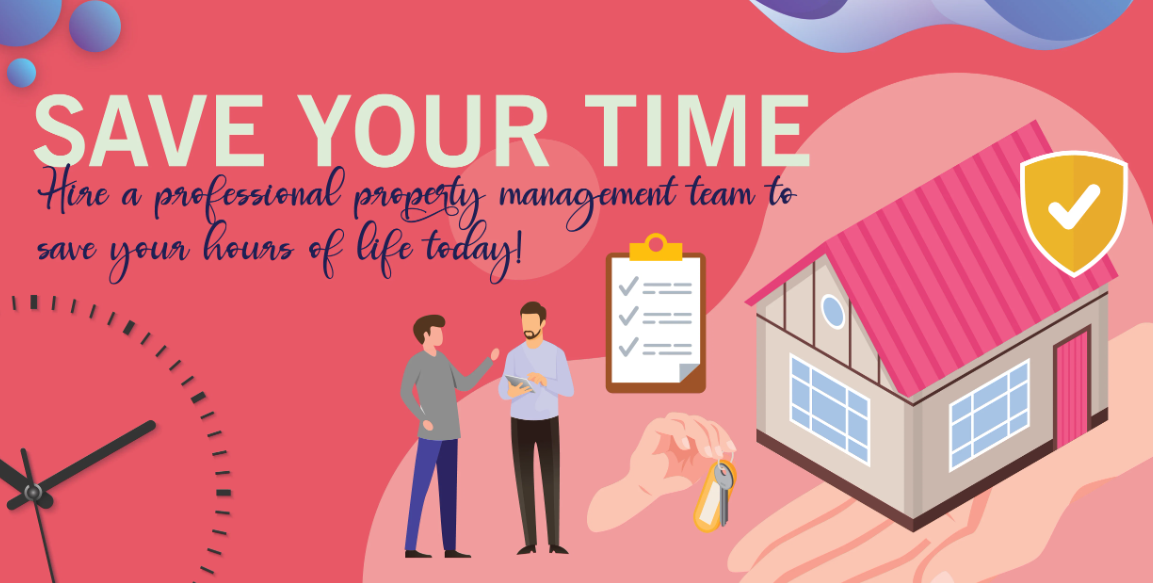 SAVE YOUR TIME
Hire a professional property management team to
save your hours of life today!